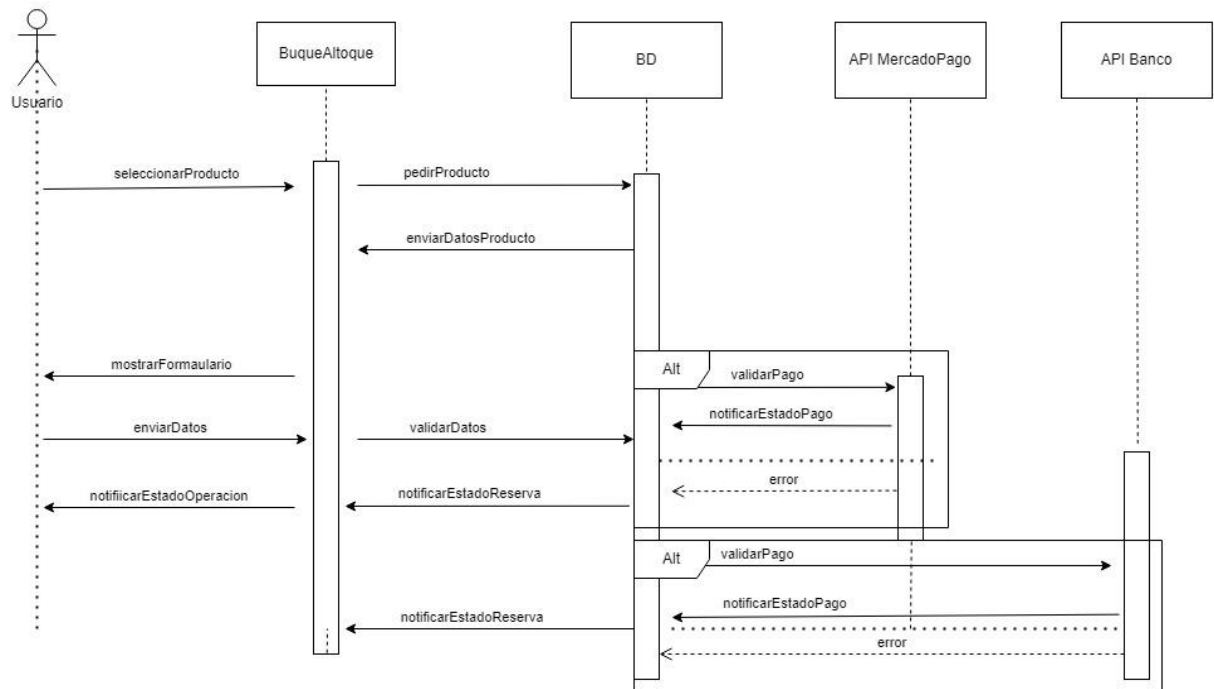 Usuario
BuqueAltoque
BD
API MercadoPago
API Banco
seleccionarProducto
pedirProducto
enviarDatosProducto
mostrarFormaulario
Alt
validarPago
notificarEstadoPago
enviarDatos
validarDatos
error
notifiicarEstadoOperacion
notificarEstadoReserva
Alt
validarPago
notificarEstadoPago
notificarEstadoReserva
error